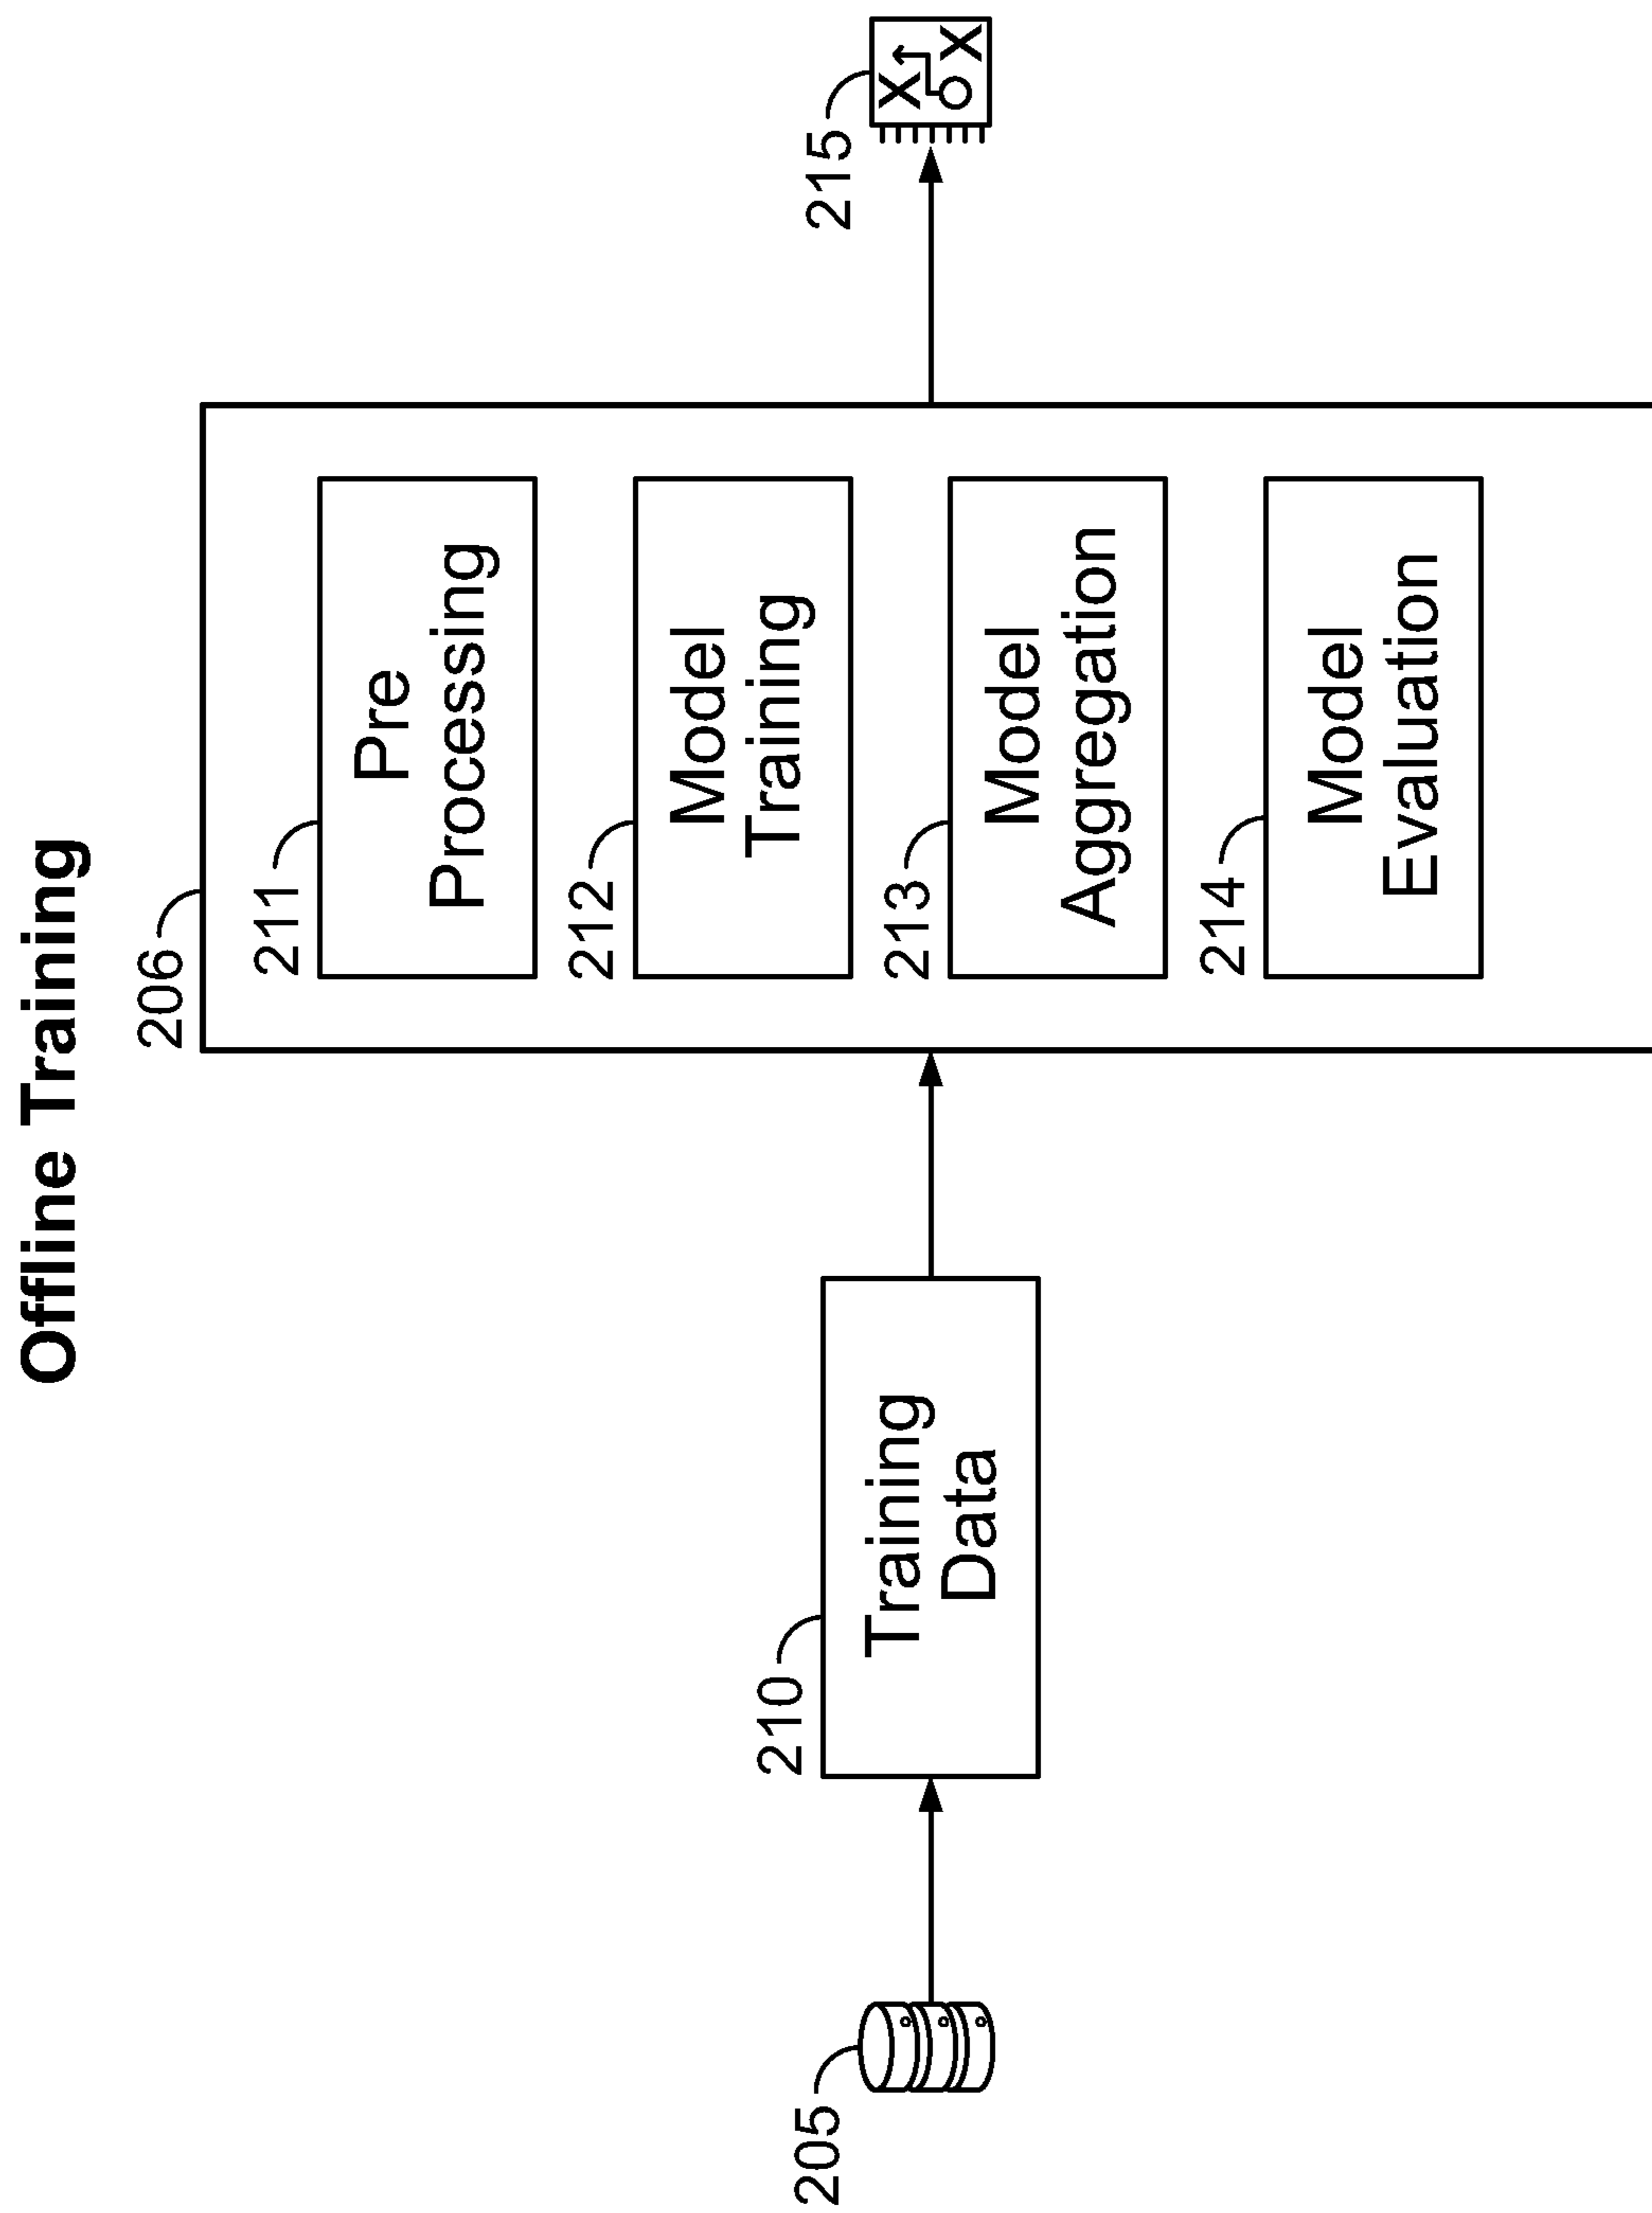 Offline Training
205
210
Training
Data
206
211
Pre
Processing
212
Model
Training
213
Model
Aggregation
214
Model
Evaluation
215
X
X